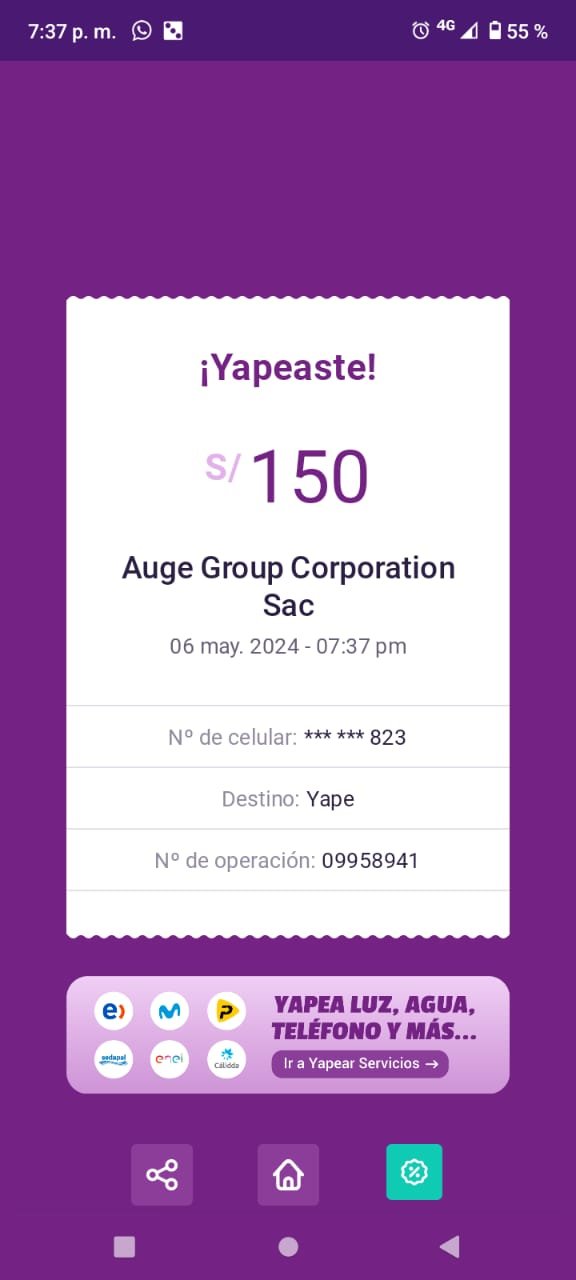 7:37 p. m.
4G
55 %
¡Yapeaste!
S/ 150
Auge Group Corporation
Sac
06 may. 2024 - 07:37 pm
Nº de celular: *** *** 823
Destino: Yape
Nº de operación: 09958941
e)
P
YAPEA LUZ, AGUA,
TELÉFONO Y MÁS...
sedapal
enel
Cálidda
Ir a Yapear Servicios →